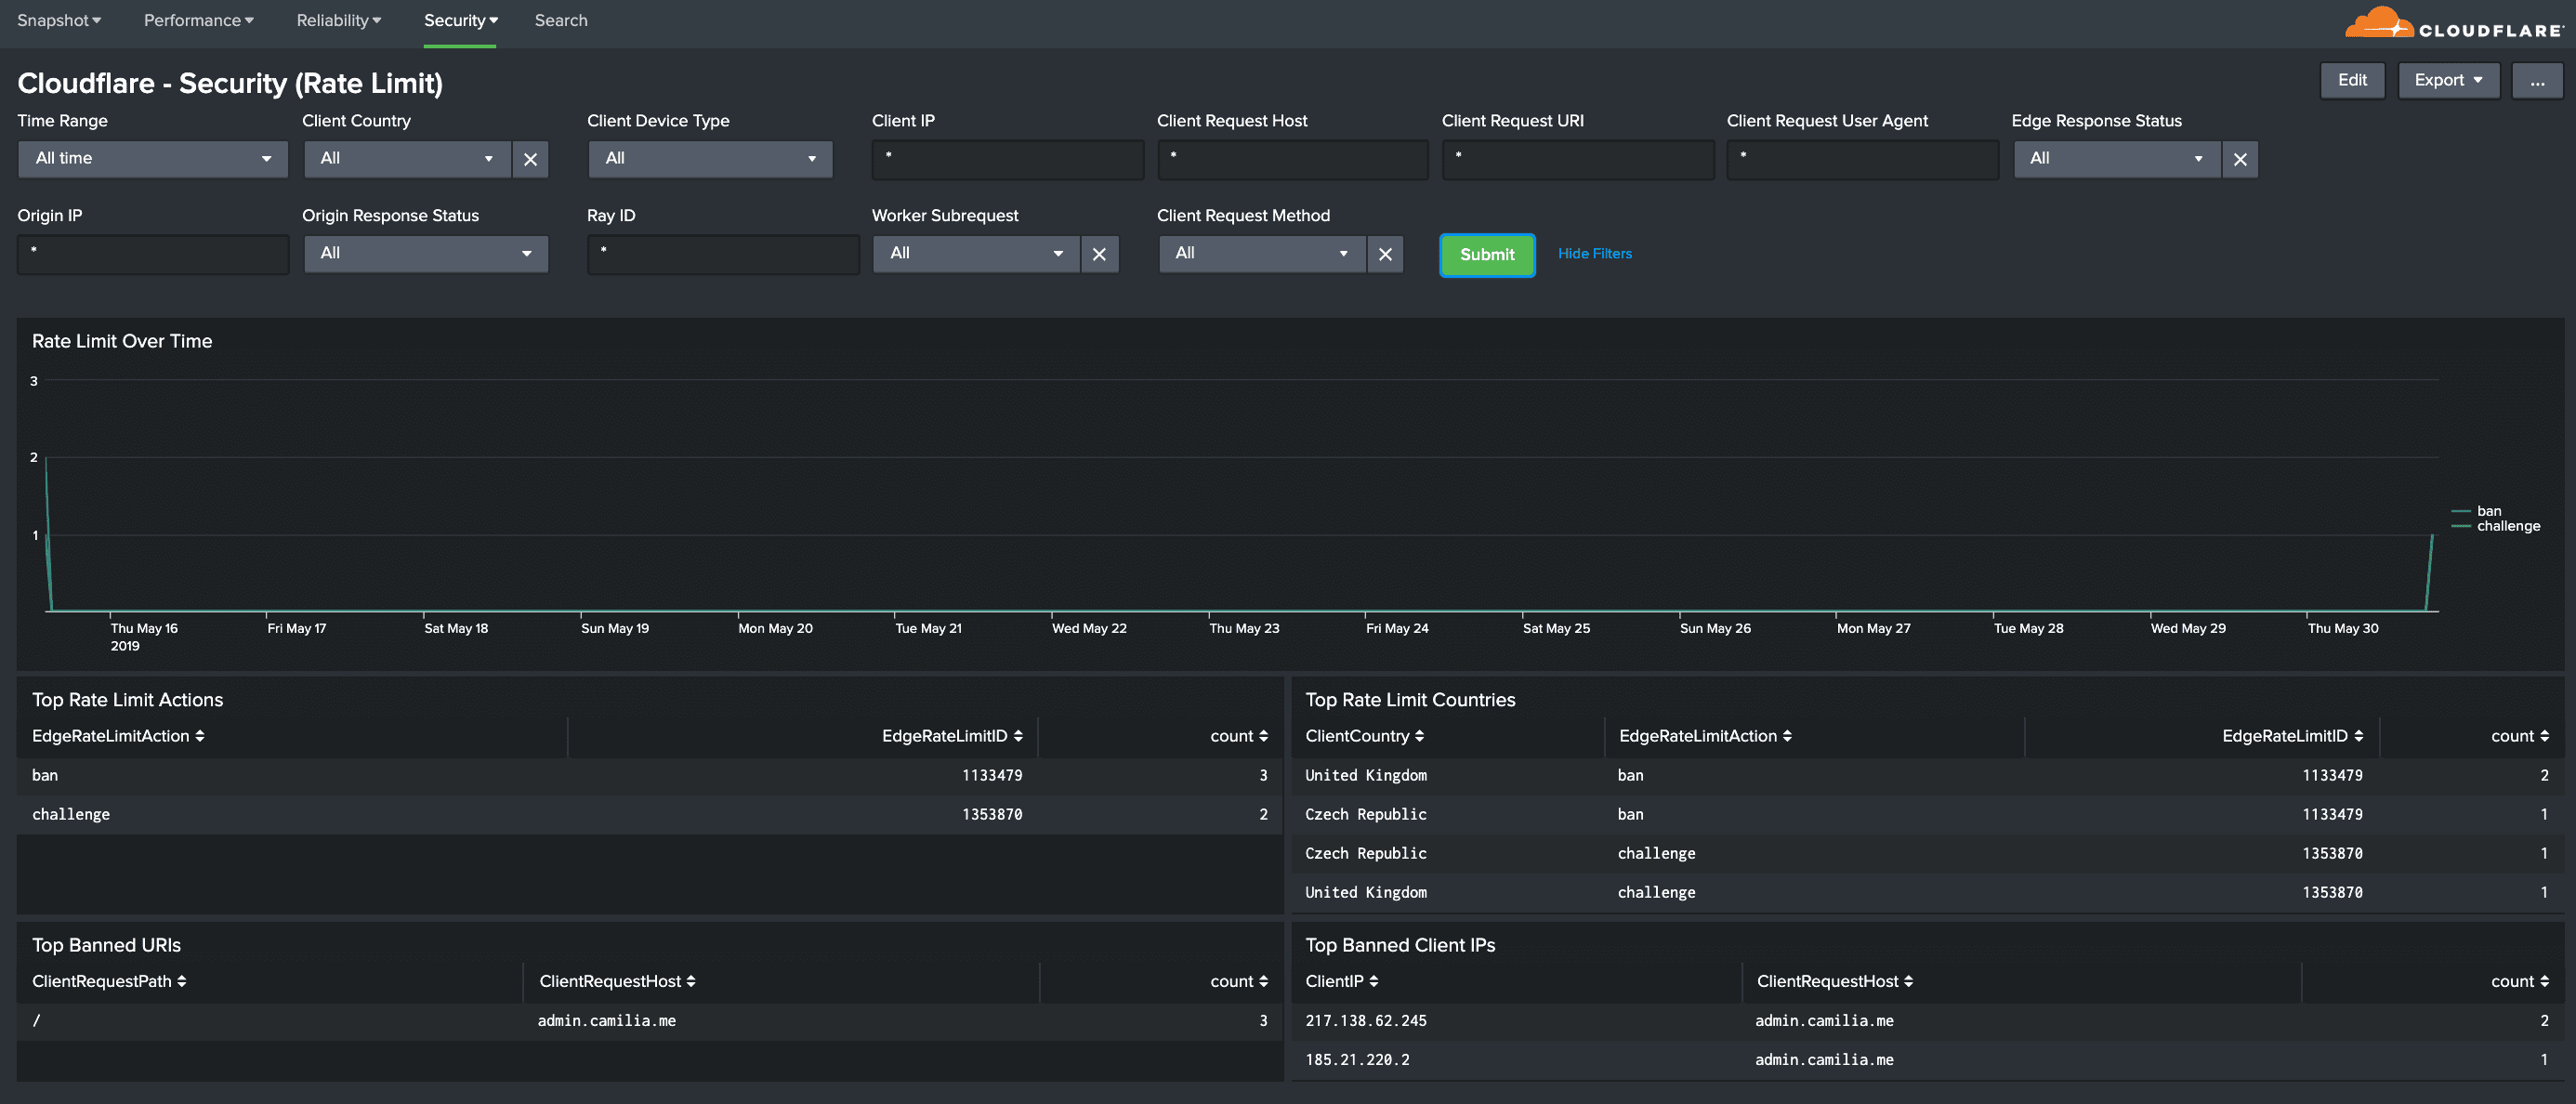 Snapshot Performance Reliability Security Search
CLOUDFLARE
Cloudflare - Security (Rate Limit)
Edit Export ...
Time Range Client Country Client Device Type Client IP Client Request Host Client Request URI Client Request User Agent Edge Response Status
All time All All * * * * All
Origin IP Origin Response Status Ray ID Worker Subrequest Client Request Method
* All * All All Submit Hide Filters
Rate Limit Over Time
3
2
1
ban
challenge
Thu May 16 Fri May 17 Sat May 18 Sun May 19 Mon May 20 Tue May 21 Wed May 22 Thu May 23 Fri May 24 Sat May 25 Sun May 26 Mon May 27 Tue May 28 Wed May 29 Thu May 30
2019
Top Rate Limit Actions
EdgeRateLimitAction EdgeRateLimitID count
ban 1133479 3
challenge 1353870 2
Top Rate Limit Countries
ClientCountry EdgeRateLimitAction EdgeRateLimitID count
United Kingdom ban 1133479 2
Czech Republic ban 1133479 1
Czech Republic challenge 1353870 1
United Kingdom challenge 1353870 1
Top Banned URIs
ClientRequestPath ClientRequestHost count
/ admin.camilia.me 3
Top Banned Client IPs
ClientIP ClientRequestHost count
217.138.62.245 admin.camilia.me 2
185.21.220.2 admin.camilia.me 1